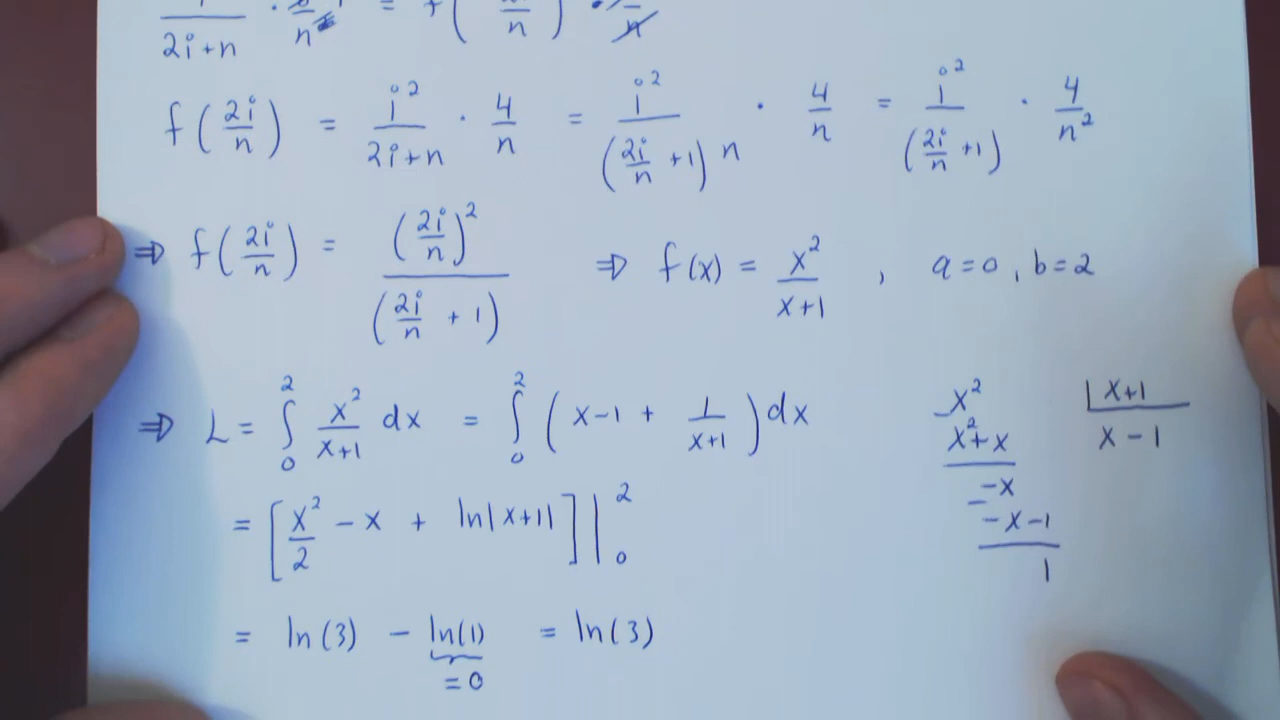 2i+n n = f( n ) n
f(2i/n) = i²/(2i+n) · 4/n = i²/((2i/n +1) n) · 4/n = i²/(2i/n +1) · 4/n²
⇒ f(2i/n) = (2i/n)²/(2i/n + 1) ⇒ f(x) = x²/(x+1) , a=0, b=2
⇒ L = ∫₀² x²/(x+1) dx = ∫₀² (x-1 + 1/(x+1)) dx
= [x²/2 - x + ln|x+1|] |₀²
= ln(3) - ln(1) = ln(3)
= 0
x² x+1
x²+x x-1
-x
-x-1
1